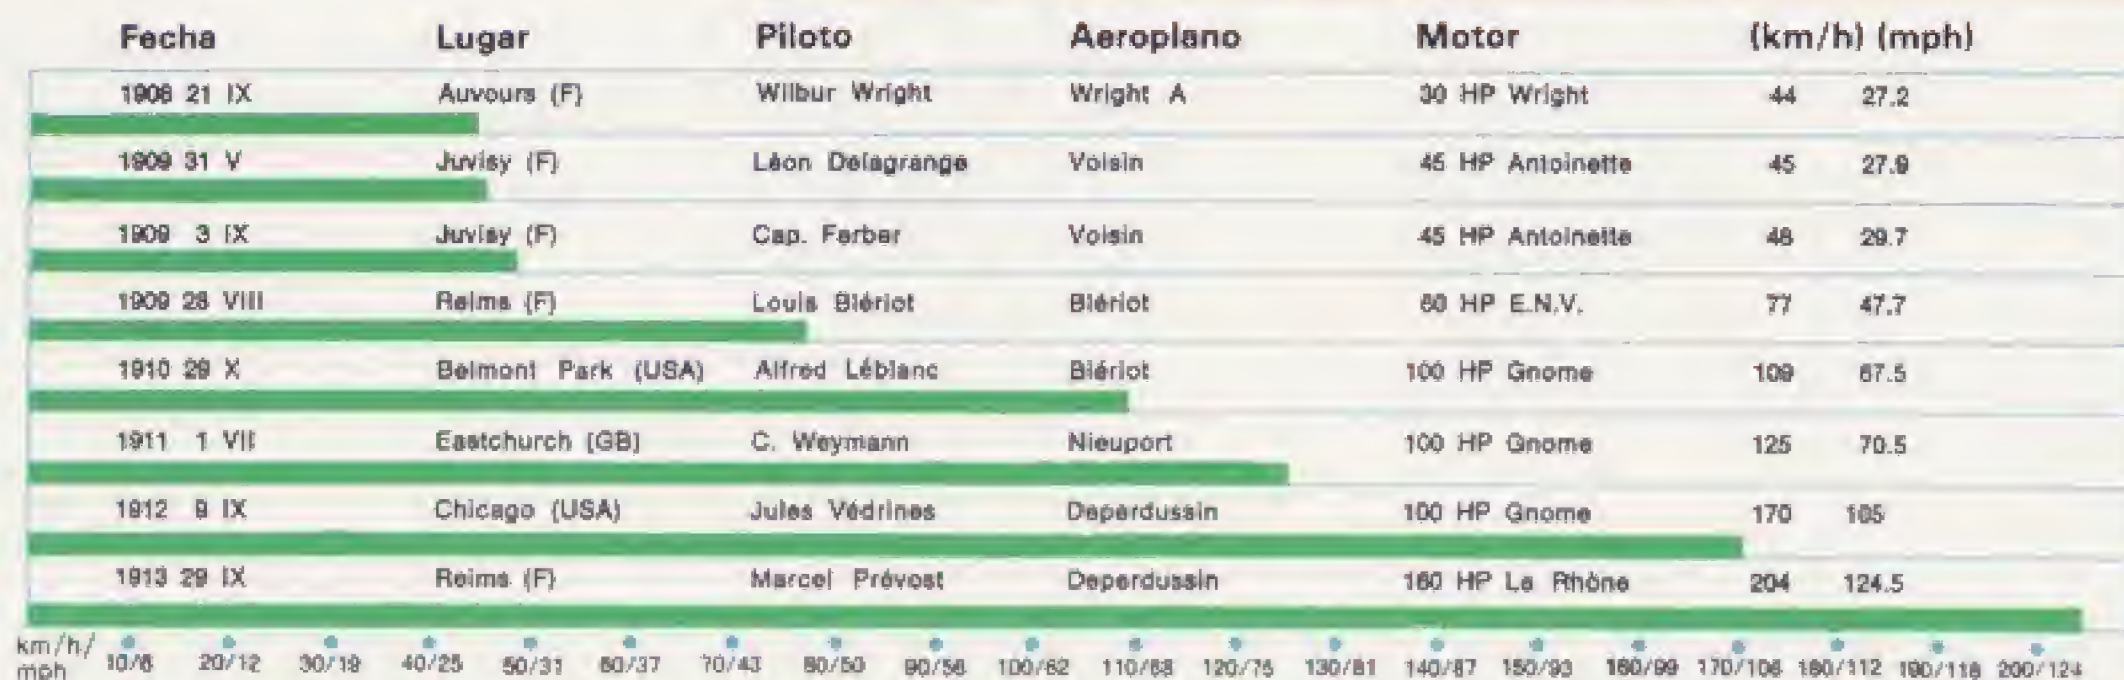 Fecha Lugar Piloto Aeroplano Motor (km/h) (mph)
1908 21 IX Auvours (F) Wilbur Wright Wright A 30 HP Wright 44 27.2
1909 31 V Juvisy (F) Léon Delagrange Voisin 45 HP Antoinette 45 27.9
1909 3 IX Juvisy (F) Cap. Ferber Voisin 45 HP Antoinette 48 29.7
1909 28 VIII Reims (F) Louis Blériot Blériot 60 HP E.N.V. 77 47.7
1910 29 X Belmont Park (USA) Alfred Léblanc Blériot 100 HP Gnome 109 67.5
1911 1 VII Eastchurch (GB) C. Weymann Nieuport 100 HP Gnome 125 70.5
1912 9 IX Chicago (USA) Jules Védrines Deperdussin 100 HP Gnome 170 105
1913 29 IX Reims (F) Marcel Prévost Deperdussin 160 HP Le Rhône 204 124.5
km/h/ 10/6 20/12 30/19 40/25 50/31 60/37 70/43 80/50 90/56 100/62 110/68 120/75 130/81 140/87 150/93 160/99 170/106 180/112 190/118 200/124
mph